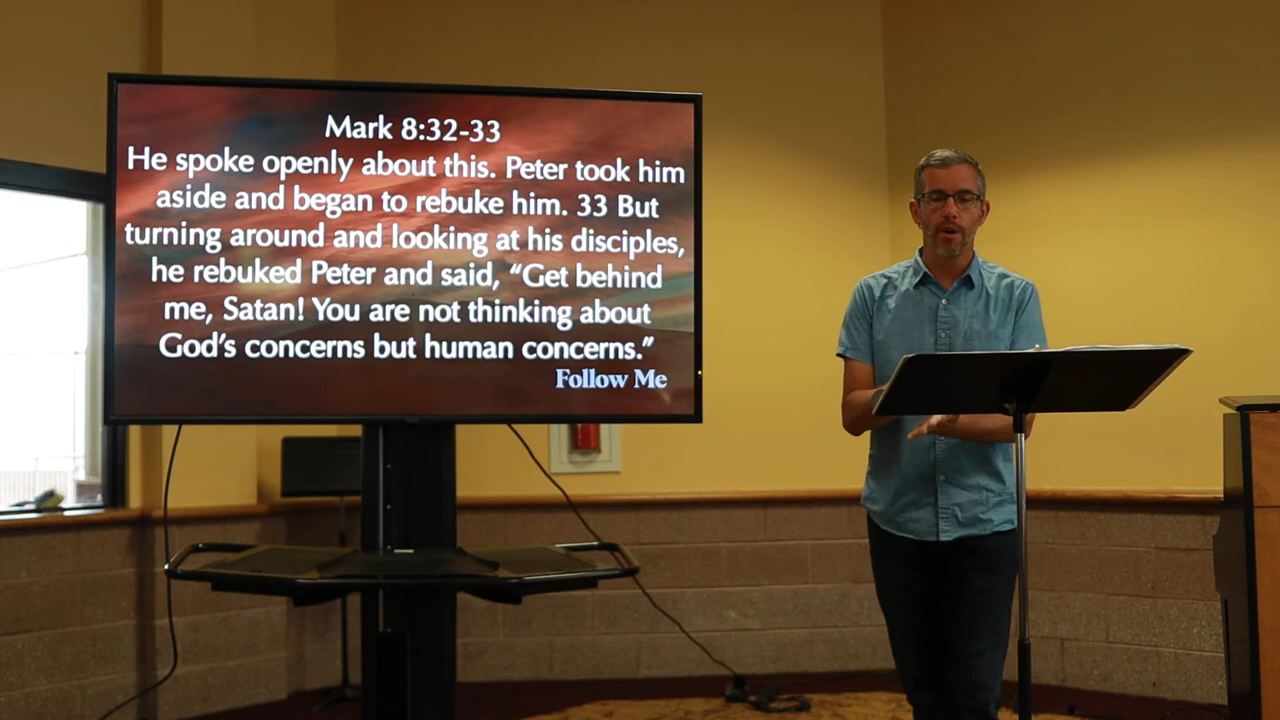 Mark 8:32-33
He spoke openly about this. Peter took him
aside and began to rebuke him. 33 But
turning around and looking at his disciples,
he rebuked Peter and said, “Get behind
me, Satan! You are not thinking about
God’s concerns but human concerns.”
Follow Me